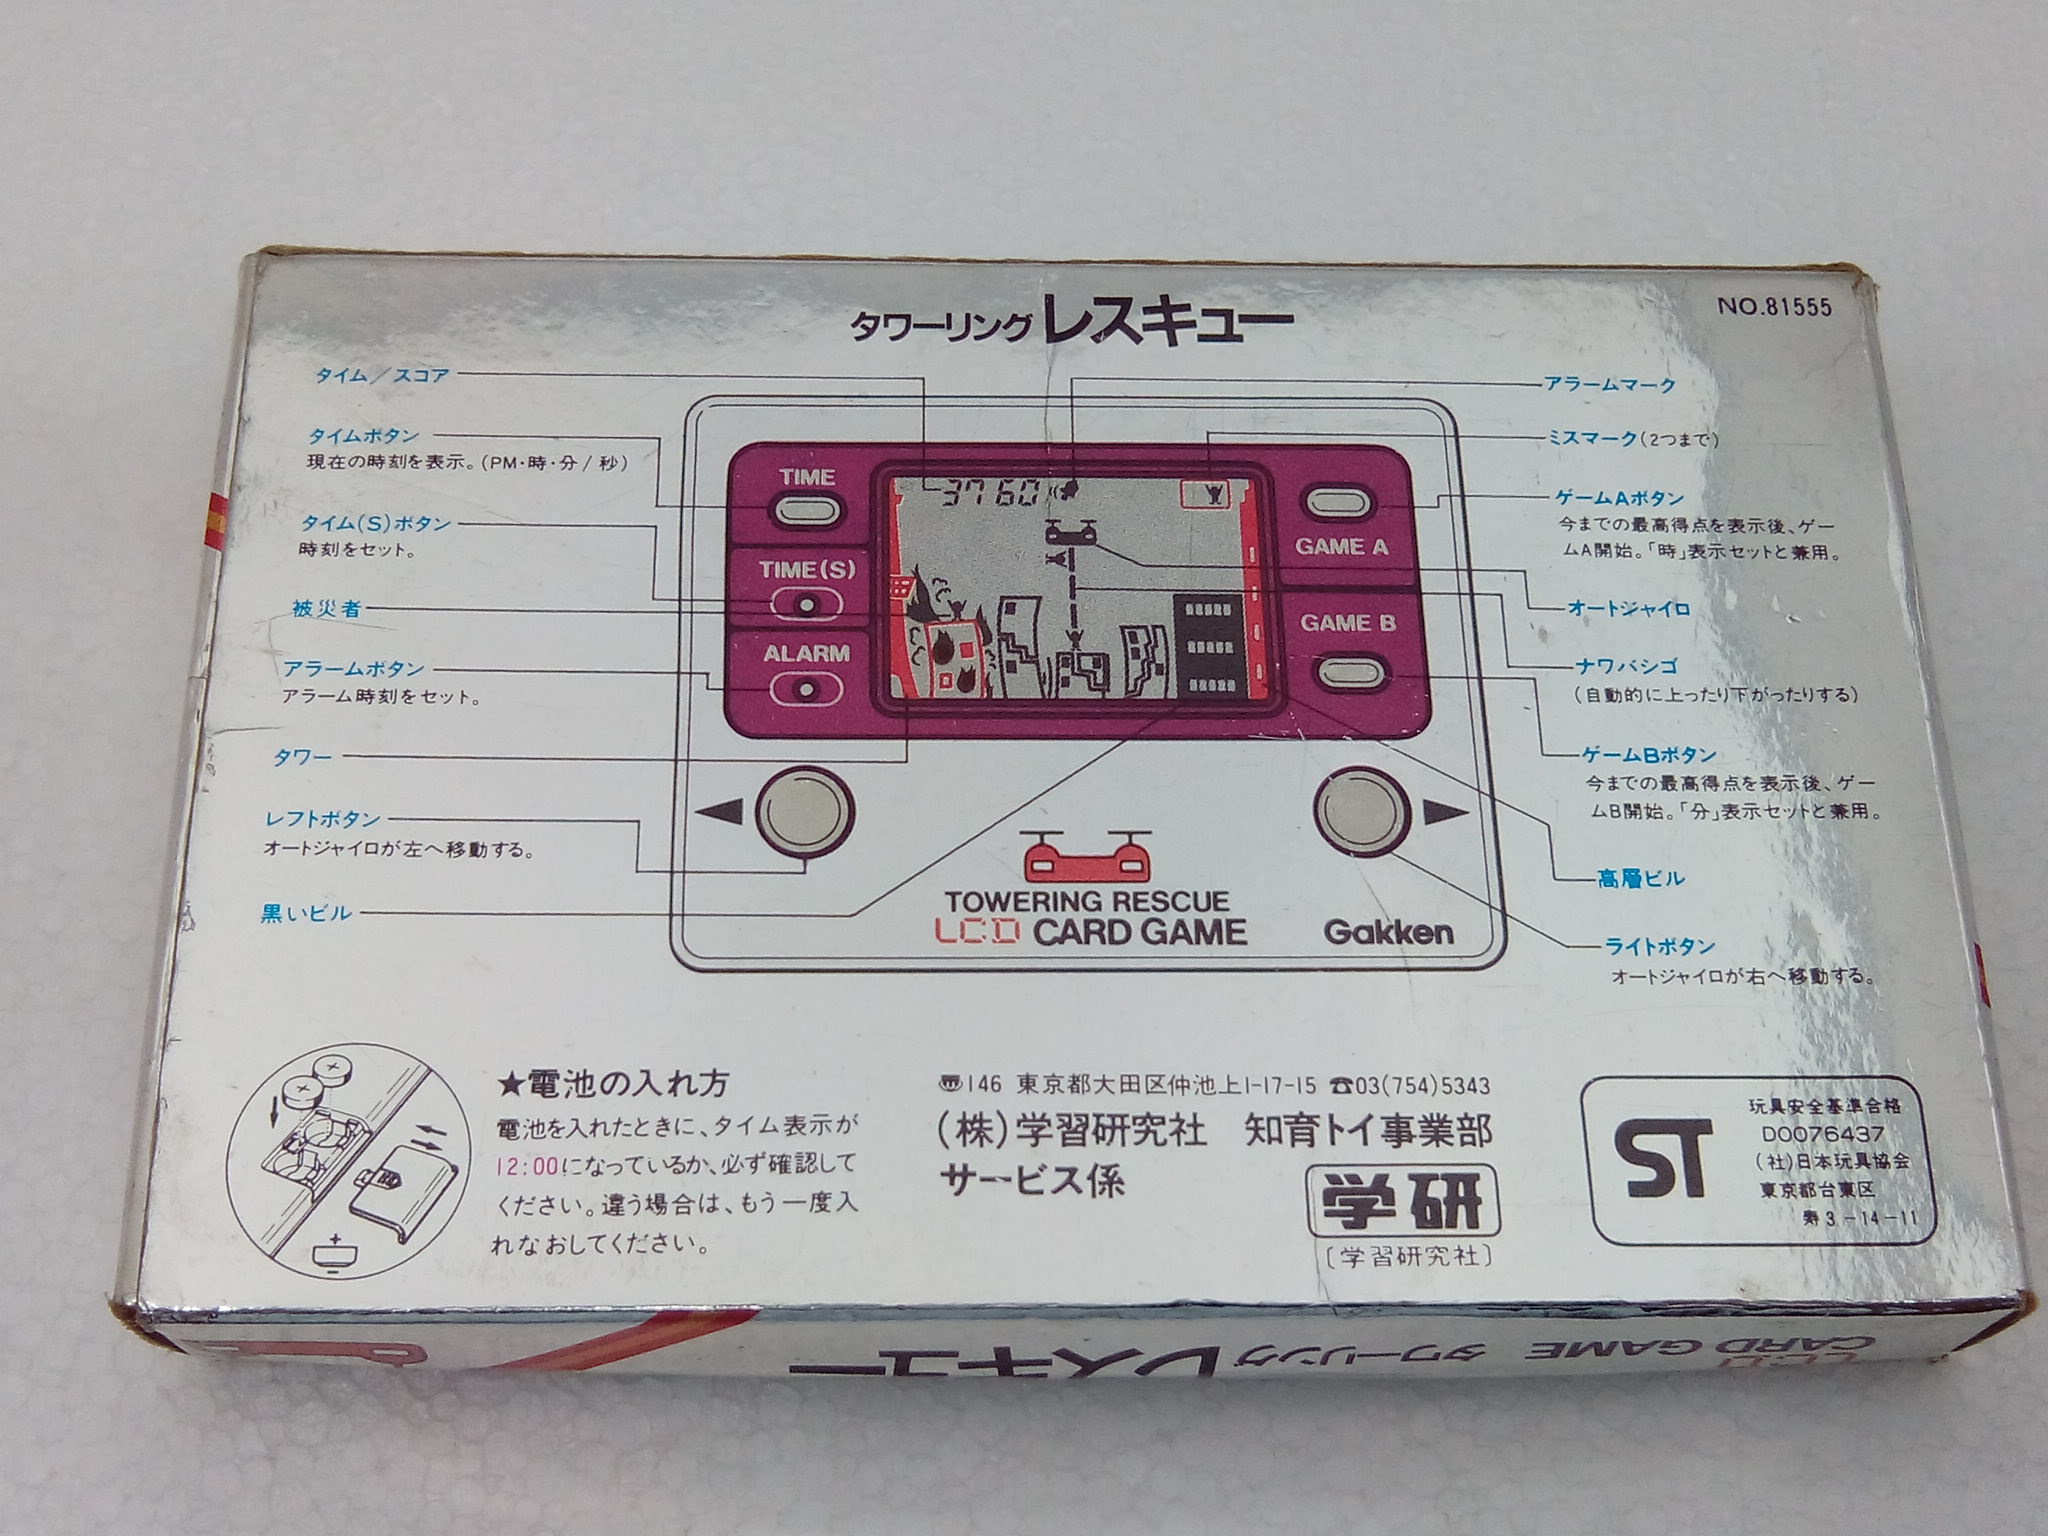 タワーリング レスキュー
NO.81555
タイム／スコア
タイムボタン
現在の時刻を表示。(PM・時・分/秒)
タイム(S)ボタン
時刻をセット。
被災者
アラームボタン
アラーム時刻をセット。
タワー
レフトボタン
オートジャイロが左へ移動する。
黒いビル
TIME
TIME(S)
ALARM
37 60
GAME A
GAME B
TOWERING RESCUE
LCD CARD GAME
Gakken
アラームマーク
ミスマーク(2つまで)
ゲームAボタン
今までの最高得点を表示後、ゲー
ムA開始。「時」表示セットと兼用。
オートジャイロ
ナワバシゴ
(自動的に上ったり下がったりする)
ゲームBボタン
今までの最高得点を表示後、ゲー
ムB開始。「分」表示セットと兼用。
高層ビル
ライトボタン
オートジャイロが右へ移動する。
★電池の入れ方
電池を入れたときに、タイム表示が
12:00になっているか、必ず確認して
ください。違う場合は、もう一度入
れなおしてください。
+
−
〠146 東京都大田区仲池上1-17-15 ☎03(754)5343
(株)学習研究社 知育トイ事業部
サービス係
学研
〔学習研究社〕
ST
玩具安全基準合格
D0076437
(社)日本玩具協会
東京都台東区
寿3-14-11
LCD CARD GAME タワーリング レスキュー